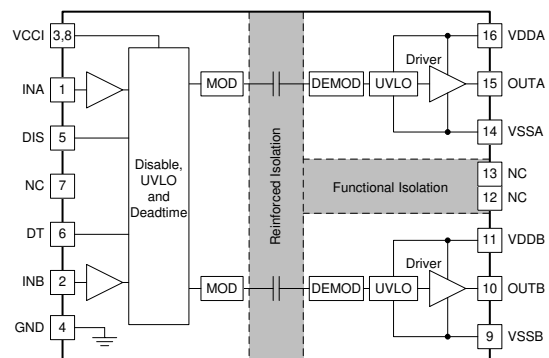 VCCI 3,8
INA 1
DIS 5
NC 7
DT 6
INB 2
GND 4
Disable,
UVLO
and
Deadtime
MOD
MOD
Reinforced Isolation
Functional Isolation
DEMOD UVLO Driver
DEMOD UVLO Driver
16 VDDA
15 OUTA
14 VSSA
13 NC
12 NC
11 VDDB
10 OUTB
9 VSSB